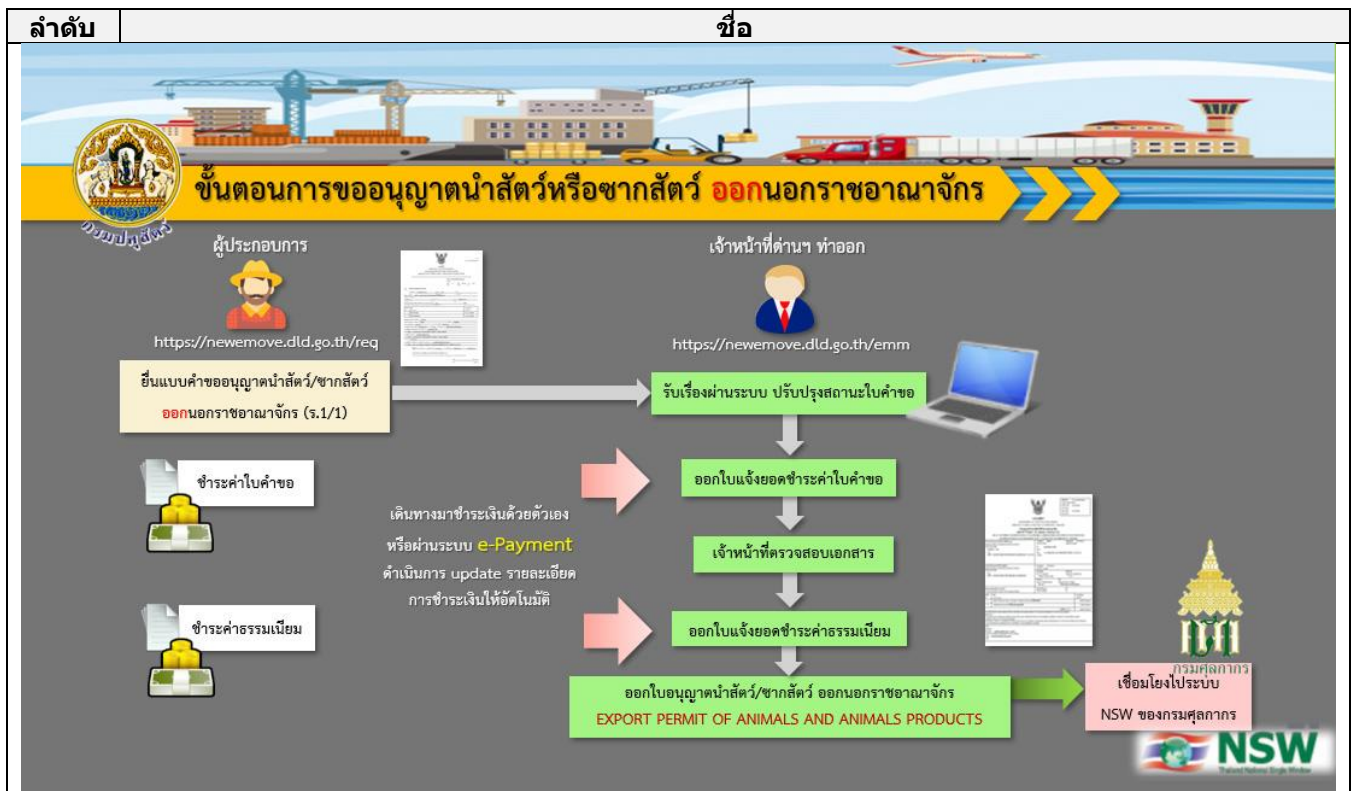 ลำดับ ชื่อ
ขั้นตอนการขออนุญาตนำสัตว์หรือซากสัตว์ ออกนอกราชอาณาจักร
กรมปศุสัตว์
ผู้ประกอบการ
https://newemove.dld.go.th/req
เจ้าหน้าที่ด่านฯ ท่าออก
https://newemove.dld.go.th/emm
ยื่นแบบคำขออนุญาตนำสัตว์/ซากสัตว์
ออกนอกราชอาณาจักร (ร.1/1)
รับเรื่องผ่านระบบ ปรับปรุงสถานะใบคำขอ
ชำระค่าใบคำขอ
ออกใบแจ้งยอดชำระค่าใบคำขอ
เดินทางมาชำระเงินด้วยตัวเอง
หรือผ่านระบบ e-Payment
ดำเนินการ update รายละเอียด
การชำระเงินให้อัตโนมัติ
เจ้าหน้าที่ตรวจสอบเอกสาร
ชำระค่าธรรมเนียม
ออกใบแจ้งยอดชำระค่าธรรมเนียม
ออกใบอนุญาตนำสัตว์/ซากสัตว์ ออกนอกราชอาณาจักร
EXPORT PERMIT OF ANIMALS AND ANIMALS PRODUCTS
กรมศุลกากร
เชื่อมโยงไประบบ
NSW ของกรมศุลกากร
NSW
Thailand National Single Window